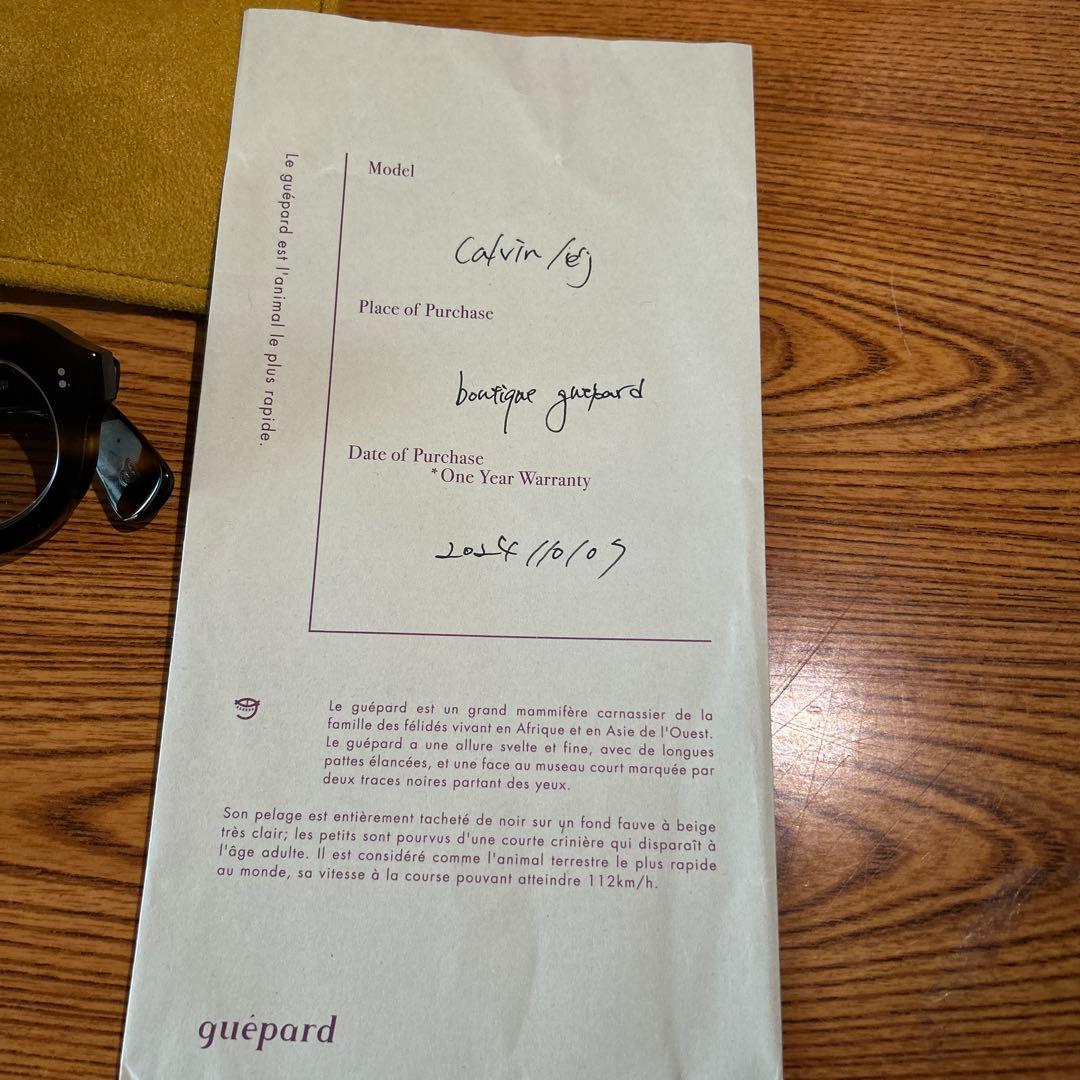 Le guépard est l'animal le plus rapide.
Model
Calvin /
Place of Purchase
boutique guépard
Date of Purchase
*One Year Warranty
2024/10/05
Le guépard est un grand mammifère carnassier de la
famille des félidés vivant en Afrique et en Asie de l'Ouest.
Le guépard a une allure svelte et fine, avec de longues
pattes élancées, et une face au museau court marquée par
deux traces noires partant des yeux.
Son pelage est entièrement tacheté de noir sur un fond fauve à beige
très clair; les petits sont pourvus d'une courte crinière qui disparaît à
l'âge adulte. Il est considéré comme l'animal terrestre le plus rapide
au monde, sa vitesse à la course pouvant atteindre 112km/h.
guépard